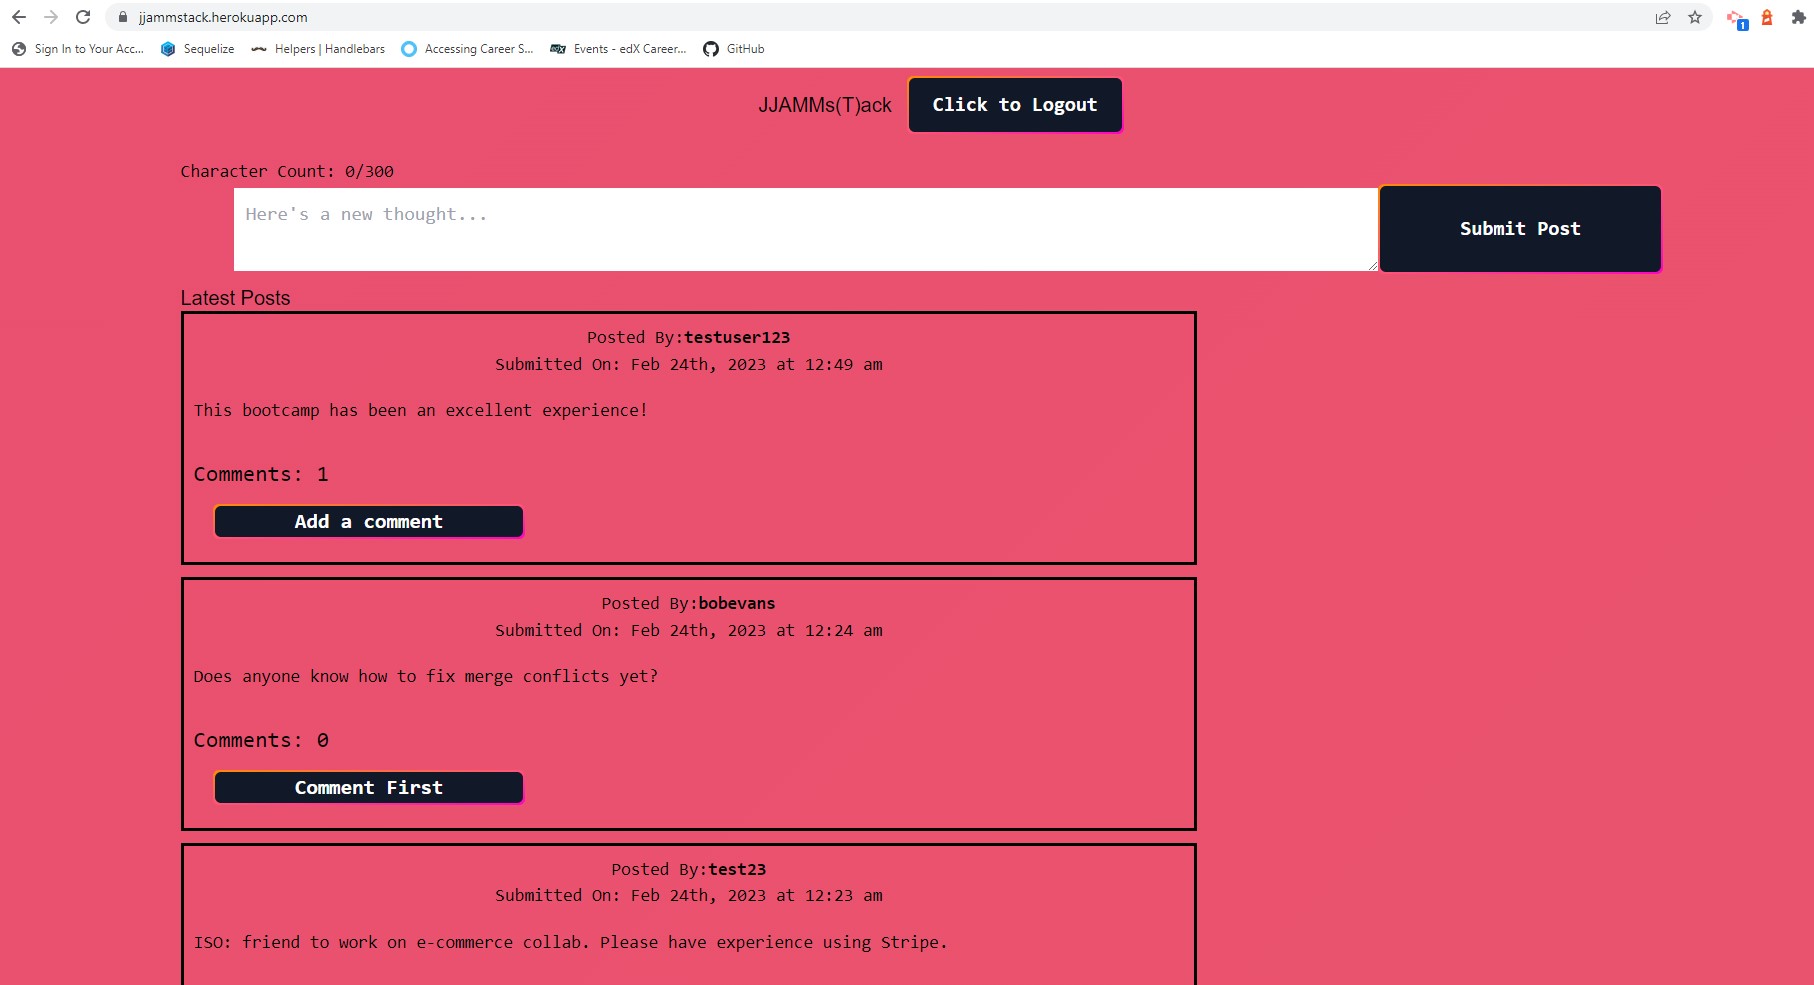 jjammstack.herokuapp.com
1
Sign In to Your Acc... Sequelize Helpers | Handlebars Accessing Career S... edX Events - edX Career... GitHub
JJAMMs(T)ack Click to Logout
Character Count: 0/300
Here's a new thought...
Submit Post
Latest Posts
Posted By:testuser123
Submitted On: Feb 24th, 2023 at 12:49 am
This bootcamp has been an excellent experience!
Comments: 1
Add a comment
Posted By:bobevans
Submitted On: Feb 24th, 2023 at 12:24 am
Does anyone know how to fix merge conflicts yet?
Comments: 0
Comment First
Posted By:test23
Submitted On: Feb 24th, 2023 at 12:23 am
ISO: friend to work on e-commerce collab. Please have experience using Stripe.